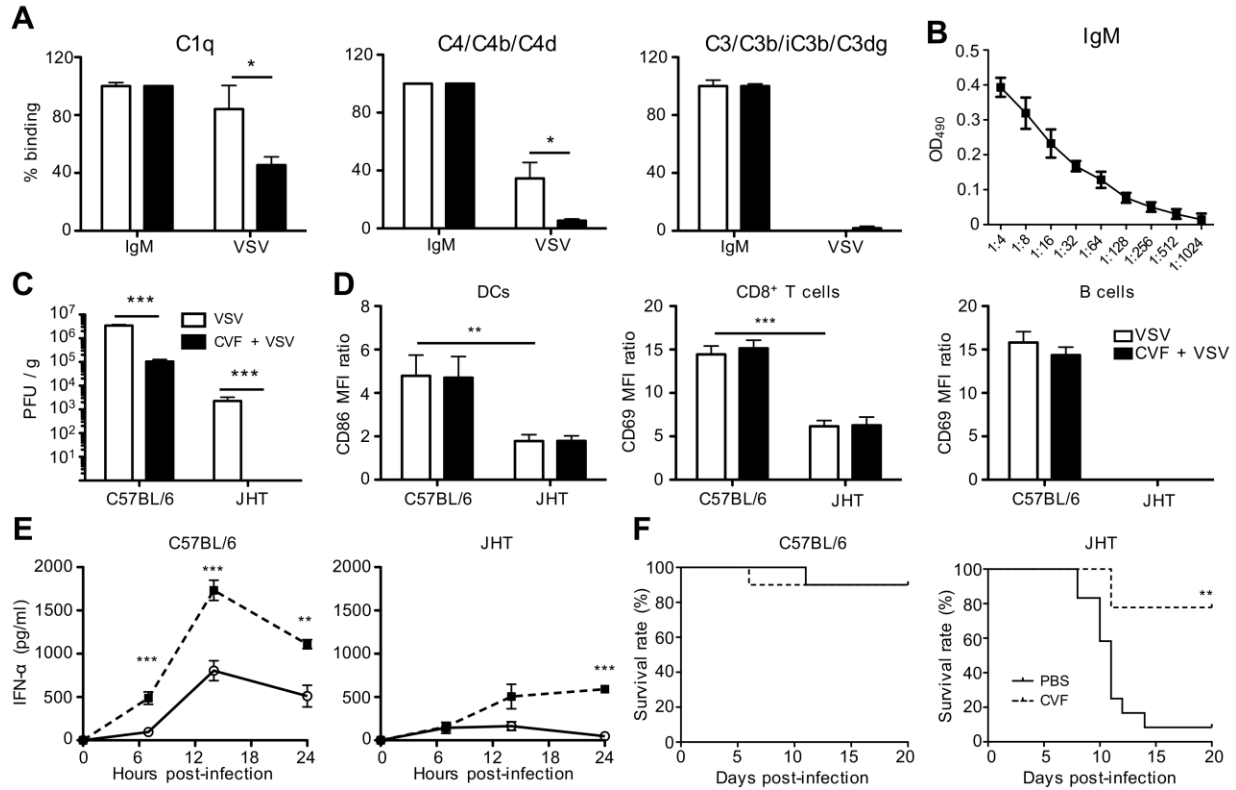 A
C1q
% binding
120
80
40
0
IgM VSV
*
C4/C4b/C4d
120
80
40
0
IgM VSV
*
C3/C3b/iC3b/C3dg
120
80
40
0
IgM VSV
B
IgM
OD490
0.5
0.4
0.3
0.2
0.1
0
1:4 1:8 1:16 1:32 1:64 1:128 1:256 1:512 1:1024
C
PFU / g
10⁷
10⁶
10⁵
10⁴
10³
10²
10¹
*** ***
VSV
CVF + VSV
C57BL/6 JHT
D
DCs
CD86 MFI ratio
8
6
4
2
0
**
C57BL/6 JHT
CD8⁺ T cells
CD69 MFI ratio
20
15
10
5
0
***
C57BL/6 JHT
B cells
CD69 MFI ratio
20
15
10
5
0
VSV
CVF + VSV
C57BL/6 JHT
E
C57BL/6
IFN-α (pg/ml)
2000
1500
1000
500
0
*** *** **
0 6 12 18 24
Hours post-infection
JHT
2000
1500
1000
500
0
***
0 6 12 18 24
Hours post-infection
F
C57BL/6
Survival rate (%)
100
80
60
40
20
0
0 5 10 15 20
Days post-infection
JHT
Survival rate (%)
100
80
60
40
20
0
**
PBS
CVF
0 5 10 15 20
Days post-infection